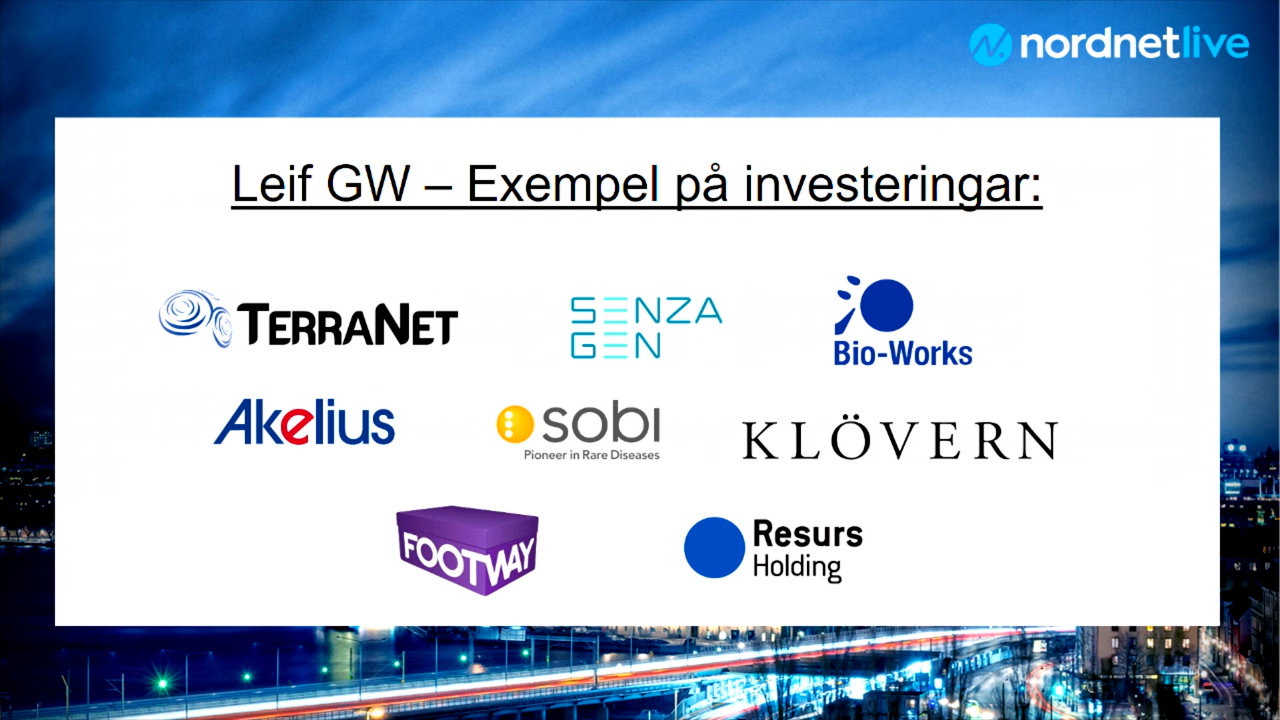 nordnetlive
Leif GW – Exempel på investeringar:
TERRANET
SENZA
GEN
Bio-Works
Akelius
sobi
Pioneer in Rare Diseases
KLÖVERN
FOOTWAY
Resurs
Holding